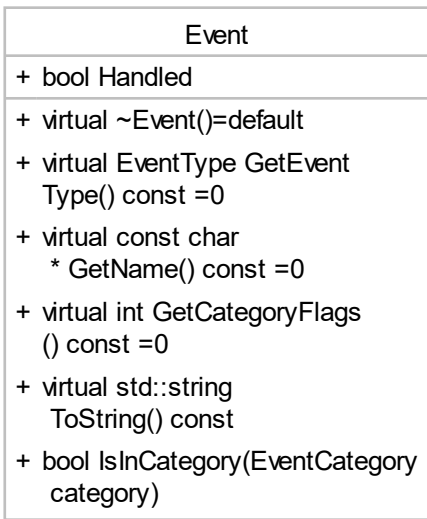 Event
+ bool Handled
+ virtual ~Event()=default
+ virtual EventType GetEvent
Type() const =0
+ virtual const char
* GetName() const =0
+ virtual int GetCategoryFlags
() const =0
+ virtual std::string
ToString() const
+ bool IsInCategory(EventCategory
category)